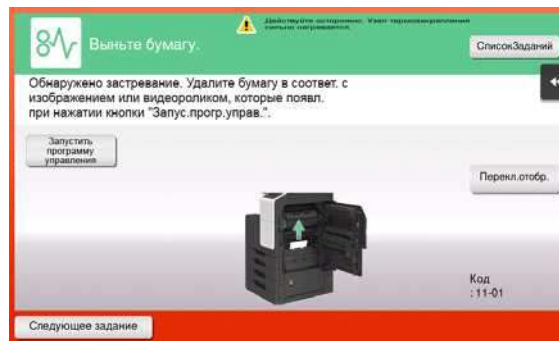 Действуйте осторожно. Узел термозакрепления
сильно нагревается.
Выньте бумагу.
СписокЗаданий
Обнаружено застревание. Удалите бумагу в соответ. с
изображением или видеороликом, которые появл.
при нажатии кнопки "Запус.прогр.управ.".
Запустить
программу
управления
Перекл.отобр.
Код
: 11-01
Следующее задание